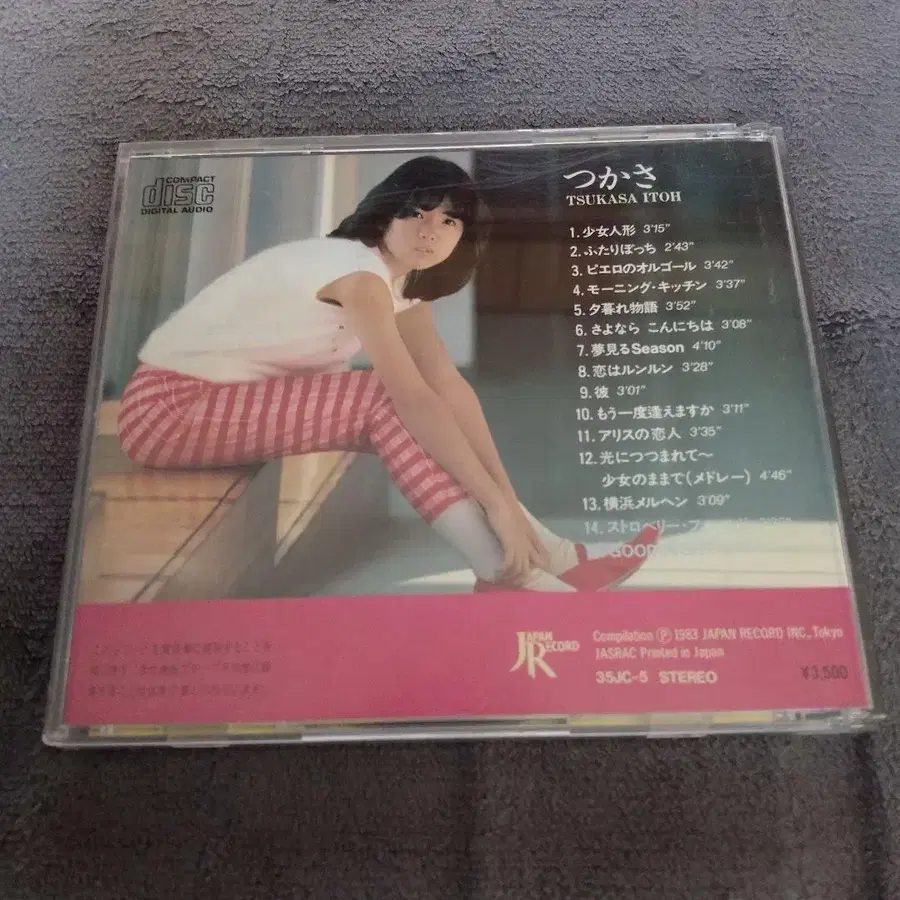 COMPACT
disc
DIGITAL AUDIO
つかさ
TSUKASA ITOH
1. 少女人形 3'15"
2. ふたりぼっち 2'43"
3. ピエロのオルゴール 3'42"
4. モーニング・キッチン 3'37"
5. 夕暮れ物語 3'52"
6. さよなら こんにちは 3'08"
7. 夢見るSeason 4'10"
8. 恋はルンルン 3'28"
9. 彼 3'01"
10. もう一度逢えますか 3'11"
11. アリスの恋人 3'35"
12. 光につつまれて〜
少女のままで(メドレー) 4'46"
13. 横浜メルヘン 3'09"
14. ストロベリー・
GOOD
JAPAN
RECORD
Compilation Ⓟ 1983 JAPAN RECORD INC., Tokyo
JASRAC Printed in Japan
35JC-5 STEREO
¥3,500